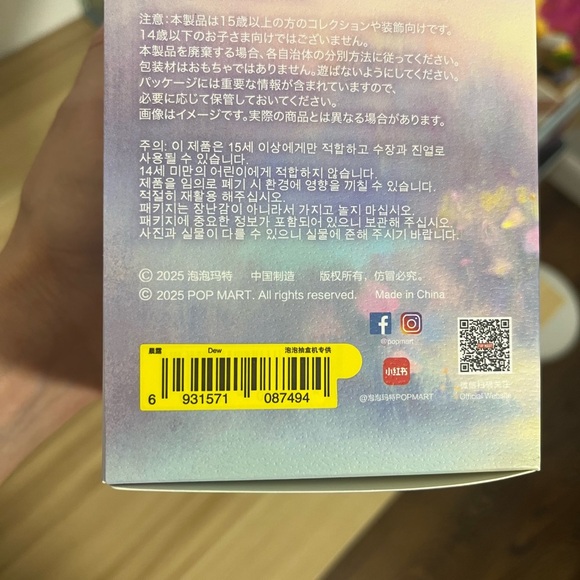 注意：本製品は15歳以上の方のコレクションや装飾向けです。
14歳以下のお子さま向けではございません。
本製品を廃棄する場合、各自治体の分別方法に従ってください。
包装材はおもちゃではありません。遊ばないようにしてください。
パッケージには重要な情報が含まれていますので、
必要に応じて保管しておいてください。
画像はイメージです。実際の商品とは異なる場合があります。
주의: 이 제품은 15세 이상에게만 적합하고 수장과 진열로
사용될 수 있습니다.
14세 미만의 어린이에게 적합하지 않습니다.
제품을 임의로 폐기 시 환경에 영향을 끼칠 수 있습니다.
적절히 재활용 해주십시오.
패키지는 장난감이 아니라서 가지고 놀지 마십시오.
패키지에 중요한 정보가 포함되어 있으니 보관해 주십시오.
사진과 실물이 다를 수 있으니 실물에 준해 주시기 바랍니다.
© 2025 泡泡玛特 中国制造 版权所有，仿冒必究。
© 2025 POP MART. All rights reserved. Made in China
@popmart
晨露 Dew 泡泡抽盒机专供
6 931571 087494
小红书
@泡泡玛特POPMART
Official Website